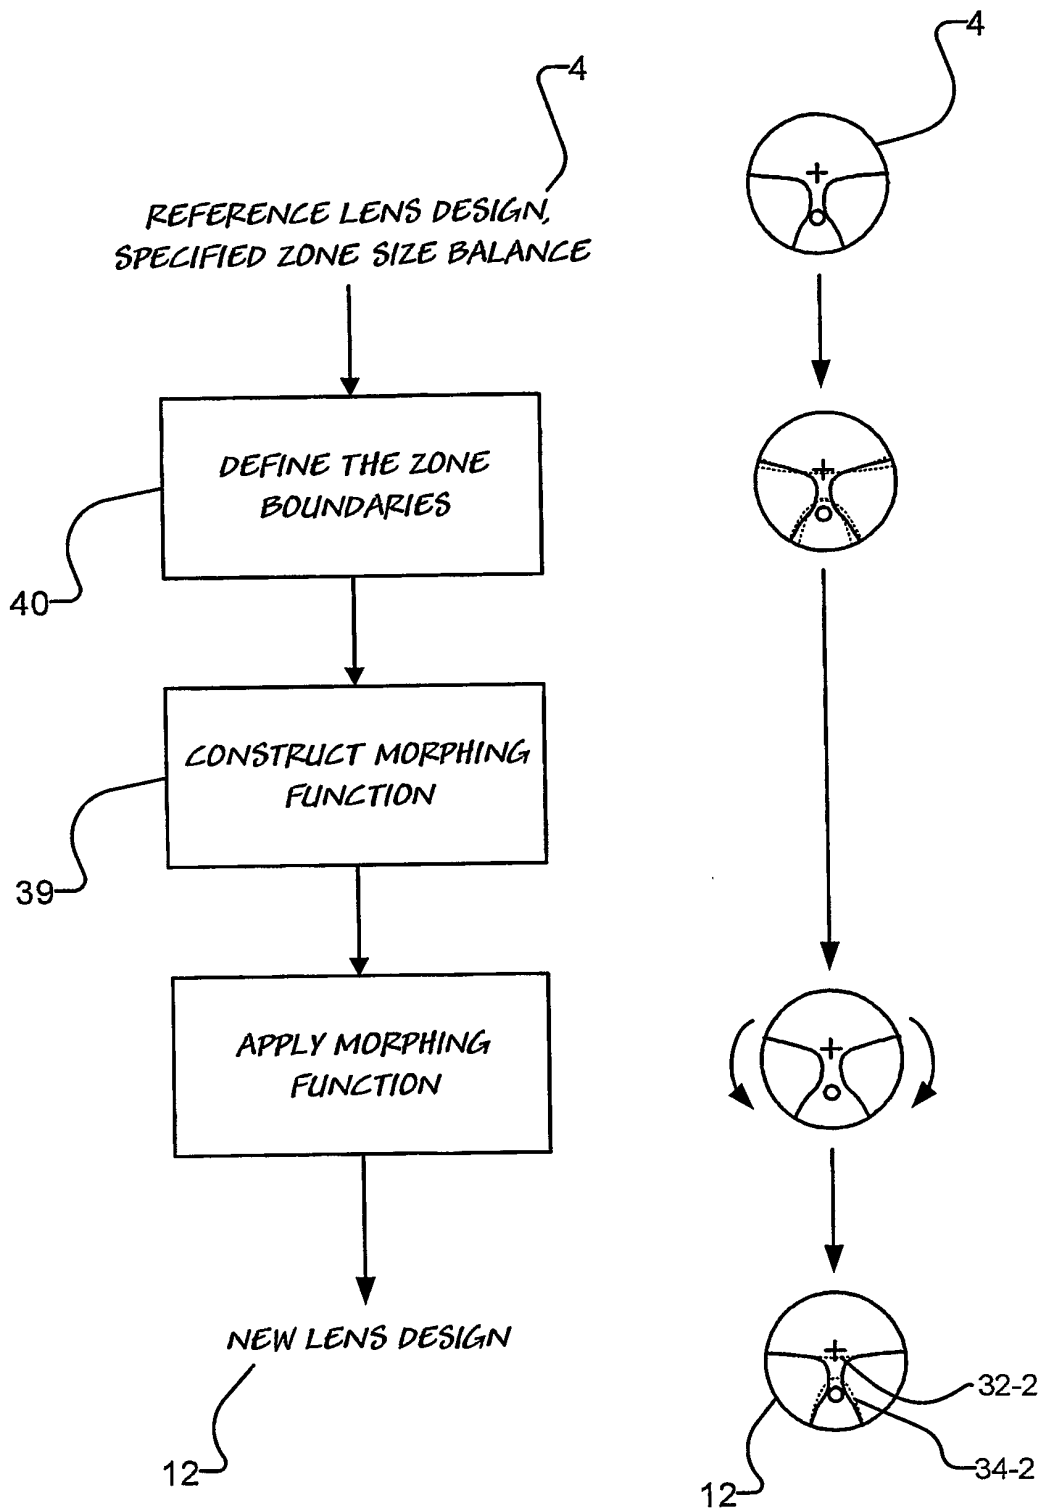 4
4
REFERENCE LENS DESIGN,
SPECIFIED ZONE SIZE BALANCE
DEFINE THE ZONE
BOUNDARIES
40
CONSTRUCT MORPHING
FUNCTION
39
APPLY MORPHING
FUNCTION
NEW LENS DESIGN
12
32-2
34-2
12